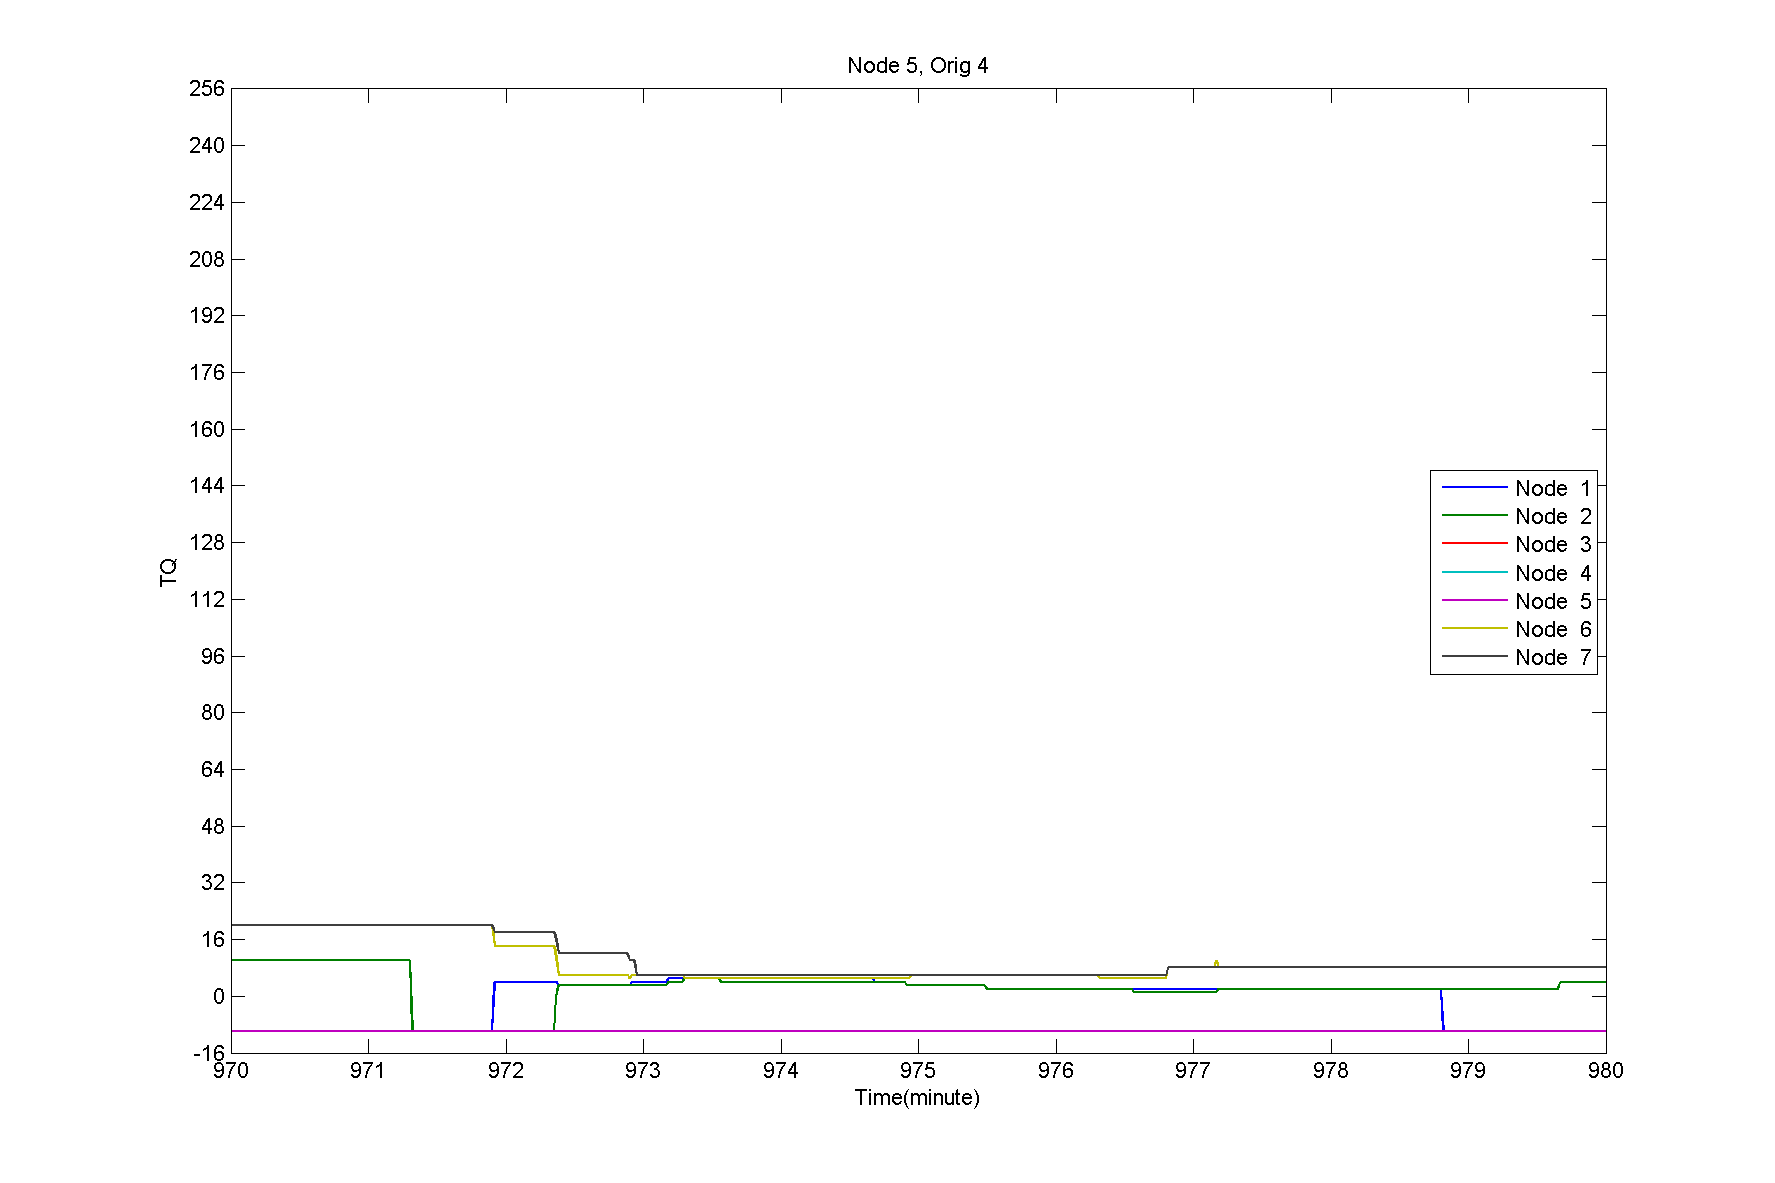 Node 5, Orig 4
256
240
224
208
192
176
160
144
128
112
96
80
64
48
32
16
0
-16
TQ
Node 1
Node 2
Node 3
Node 4
Node 5
Node 6
Node 7
970 971 972 973 974 975 976 977 978 979 980
Time(minute)